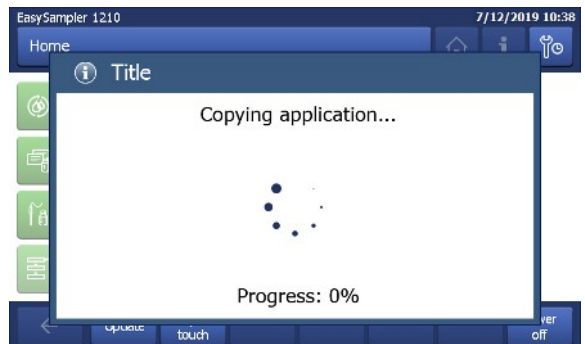 EasySampler 1210
7/12/2019 10:38
Home
Title
Copying application...
Progress: 0%
Update
touch
off